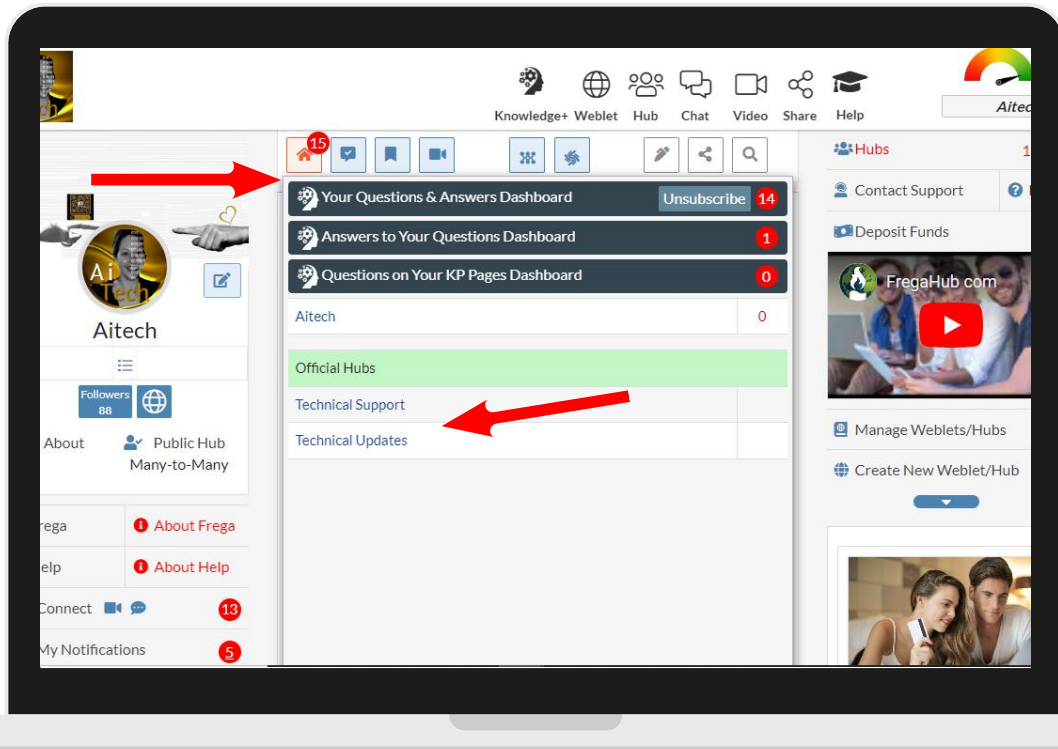 Knowledge+ Weblet Hub Chat Video Share Help
Aitec
15
Your Questions & Answers Dashboard Unsubscribe 14
Answers to Your Questions Dashboard 1
Questions on Your KP Pages Dashboard 0
Aitech 0
Official Hubs
Technical Support
Technical Updates
Ai
Tech
Aitech
Followers
88
About Public Hub
Many-to-Many
rega About Frega
elp About Help
Connect 13
My Notifications 5
Hubs 1
Contact Support
Deposit Funds
FregaHub com
Manage Weblets/Hubs
Create New Weblet/Hub